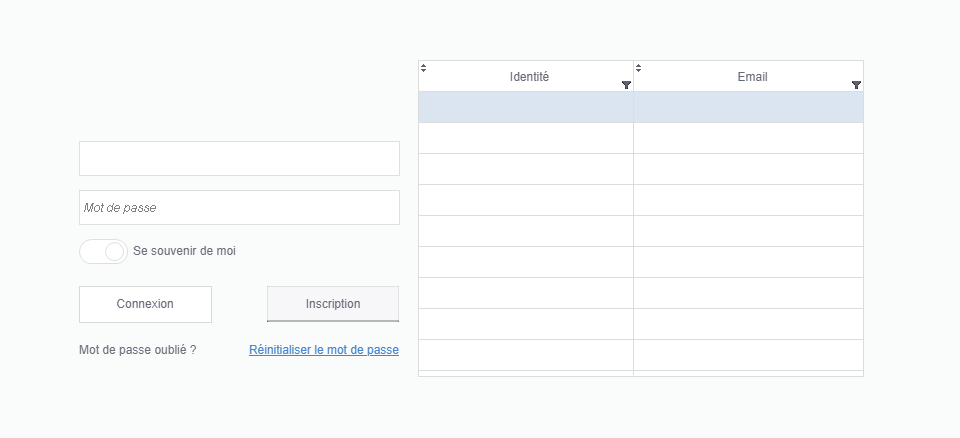 Identité
Email
Mot de passe
Se souvenir de moi
Connexion
Inscription
Mot de passe oublié ?
Réinitialiser le mot de passe